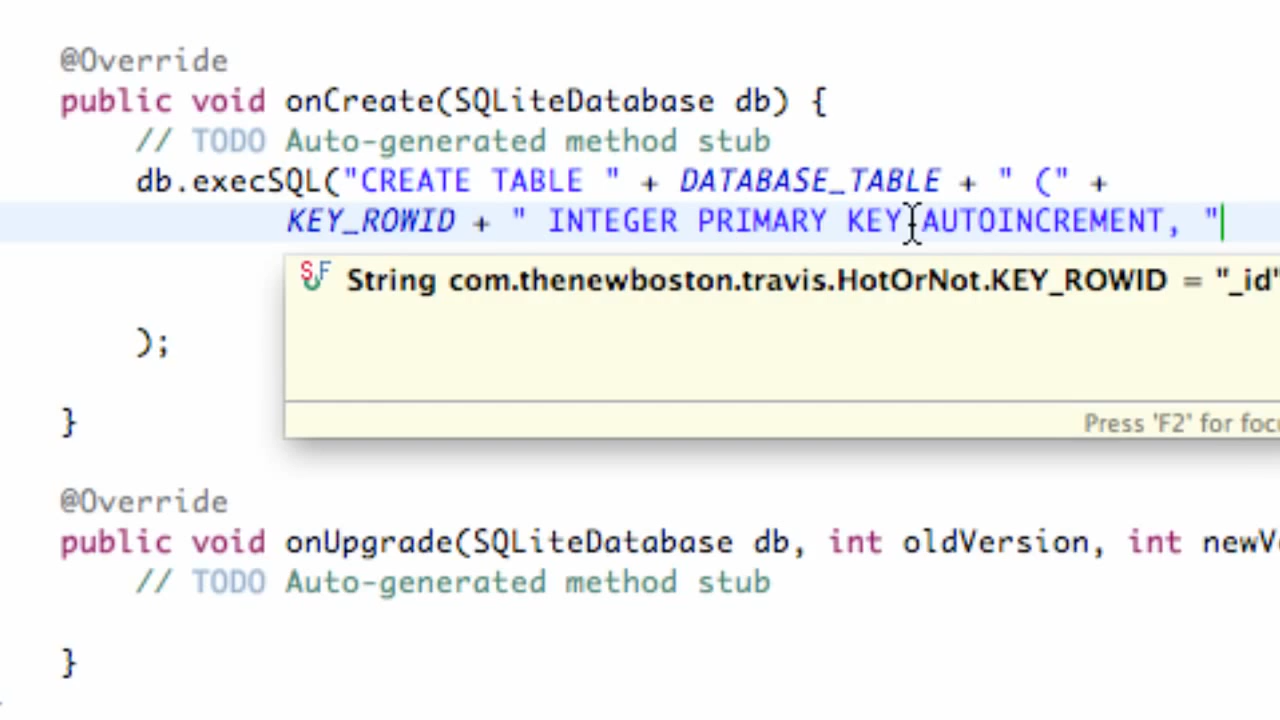 @Override
public void onCreate(SQLiteDatabase db) {
// TODO Auto-generated method stub
db.execSQL("CREATE TABLE " + DATABASE_TABLE + " (" +
KEY_ROWID + " INTEGER PRIMARY KEY AUTOINCREMENT, "
String com.thenewboston.travis.HotOrNot.KEY_ROWID = "_id"
);
}
Press 'F2' for foc
@Override
public void onUpgrade(SQLiteDatabase db, int oldVersion, int newV
// TODO Auto-generated method stub
}